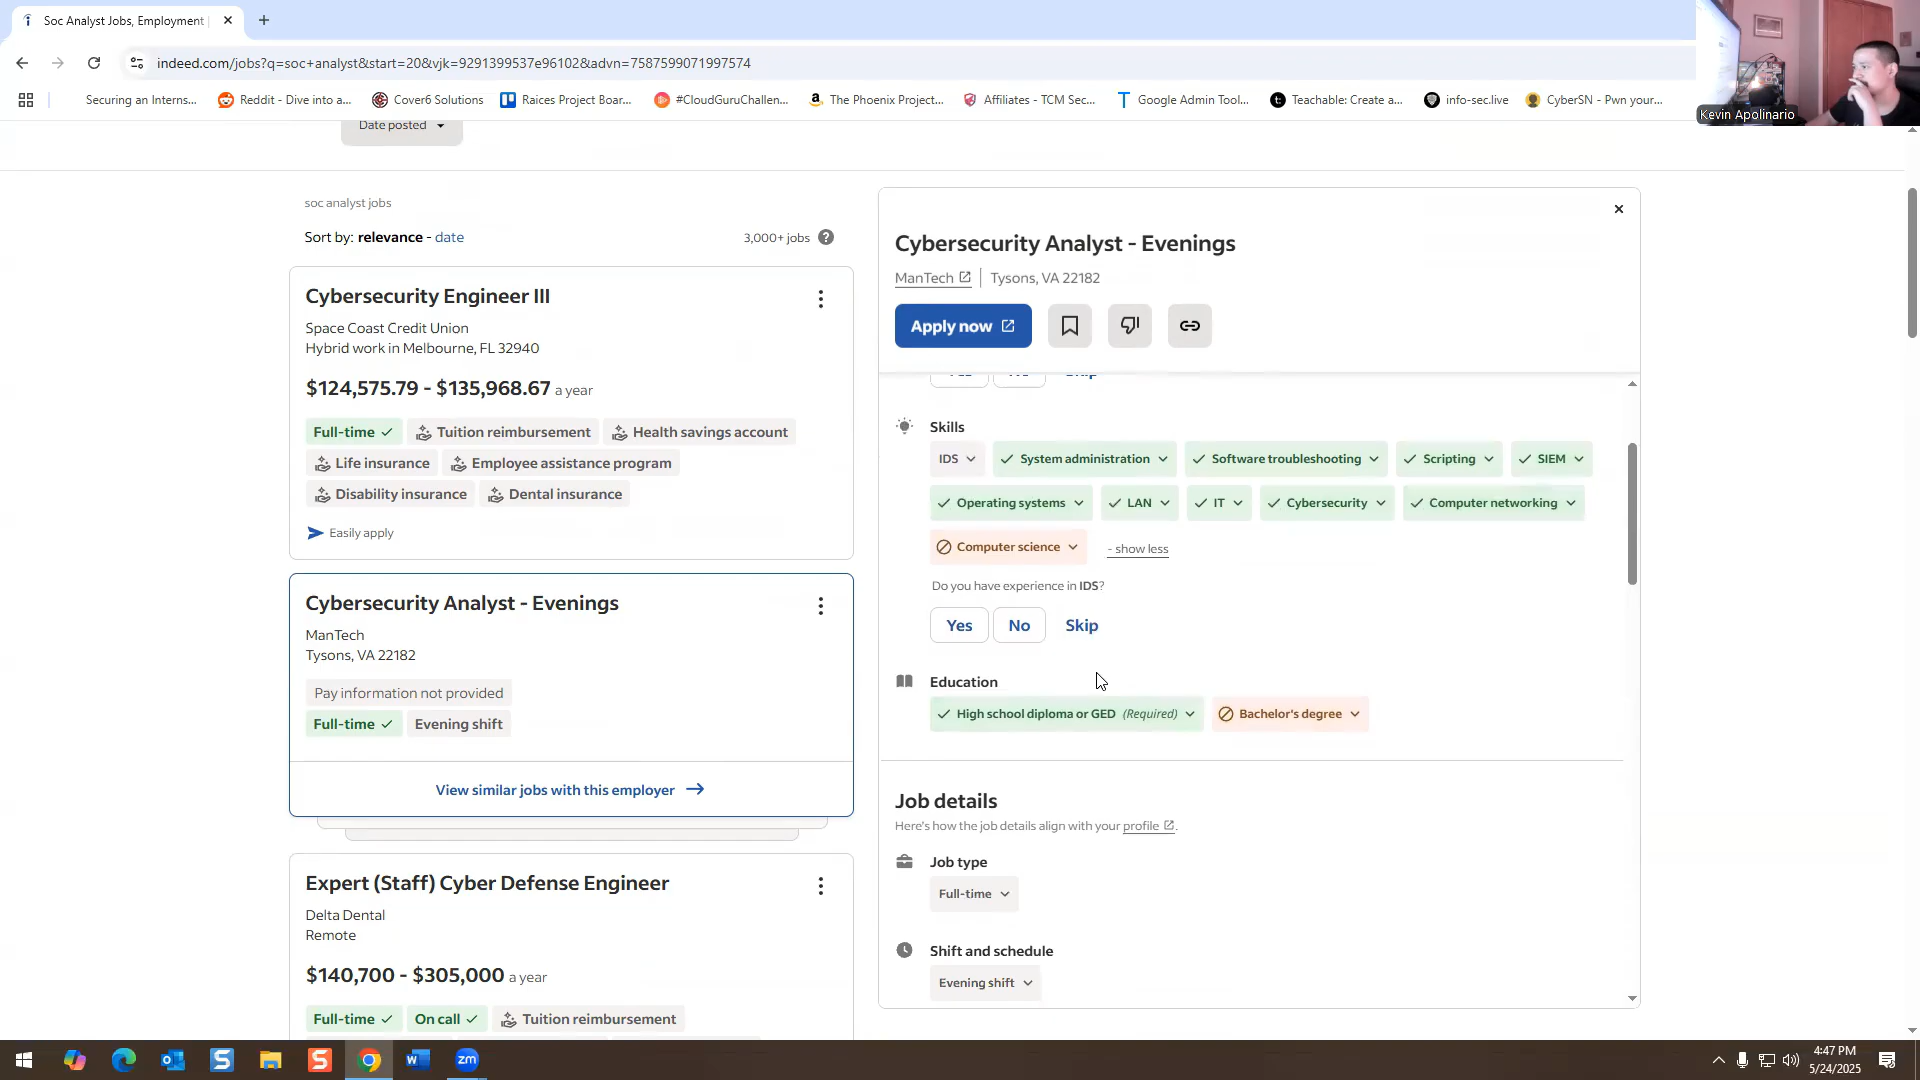 Soc Analyst Jobs, Employment
indeed.com/jobs?q=soc+analyst&start=20&vjk=9291399537e96102&advn=7587599071997574
Securing an Interns...
Reddit - Dive into a...
Cover6 Solutions
Raices Project Boar...
#CloudGuruChallen...
The Phoenix Project...
Affiliates - TCM Sec...
Google Admin Tool...
Teachable: Create a...
info-sec.live
CyberSN - Pwn your...
Kevin Apolinario
Date posted
soc analyst jobs
Sort by: relevance - date
3,000+ jobs
Cybersecurity Engineer III
Space Coast Credit Union
Hybrid work in Melbourne, FL 32940
$124,575.79 - $135,968.67 a year
Full-time
Tuition reimbursement
Health savings account
Life insurance
Employee assistance program
Disability insurance
Dental insurance
Easily apply
Cybersecurity Analyst - Evenings
ManTech
Tysons, VA 22182
Pay information not provided
Full-time
Evening shift
View similar jobs with this employer
Expert (Staff) Cyber Defense Engineer
Delta Dental
Remote
$140,700 - $305,000 a year
Full-time
On call
Tuition reimbursement
Cybersecurity Analyst - Evenings
ManTech
Tysons, VA 22182
Apply now
Skip
Skills
IDS
System administration
Software troubleshooting
Scripting
SIEM
Operating systems
LAN
IT
Cybersecurity
Computer networking
Computer science
- show less
Do you have experience in IDS?
Yes
No
Skip
Education
High school diploma or GED (Required)
Bachelor's degree
Job details
Here's how the job details align with your profile.
Job type
Full-time
Shift and schedule
Evening shift
4:47 PM
5/24/2025